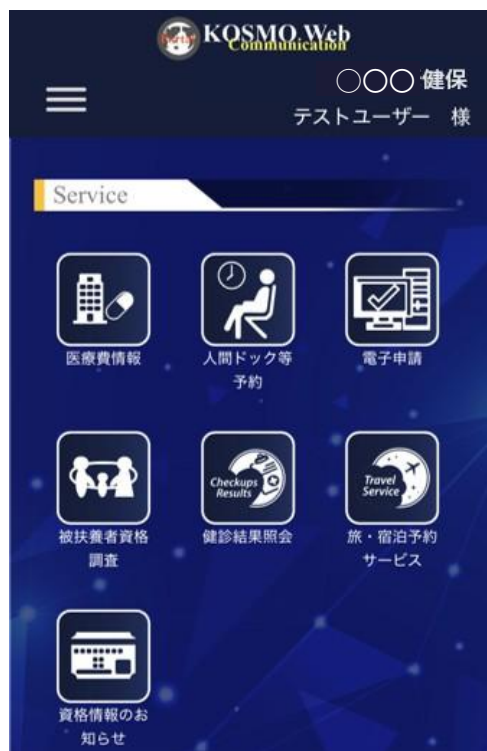 Portal
KOSMO Web
Communication
○○○ 健保
テストユーザー 様
Service
医療費情報
人間ドック等
予約
電子申請
被扶養者資格
調査
Checkups
Results
健診結果照会
Travel
Service
旅・宿泊予約
サービス
資格情報のお
知らせ